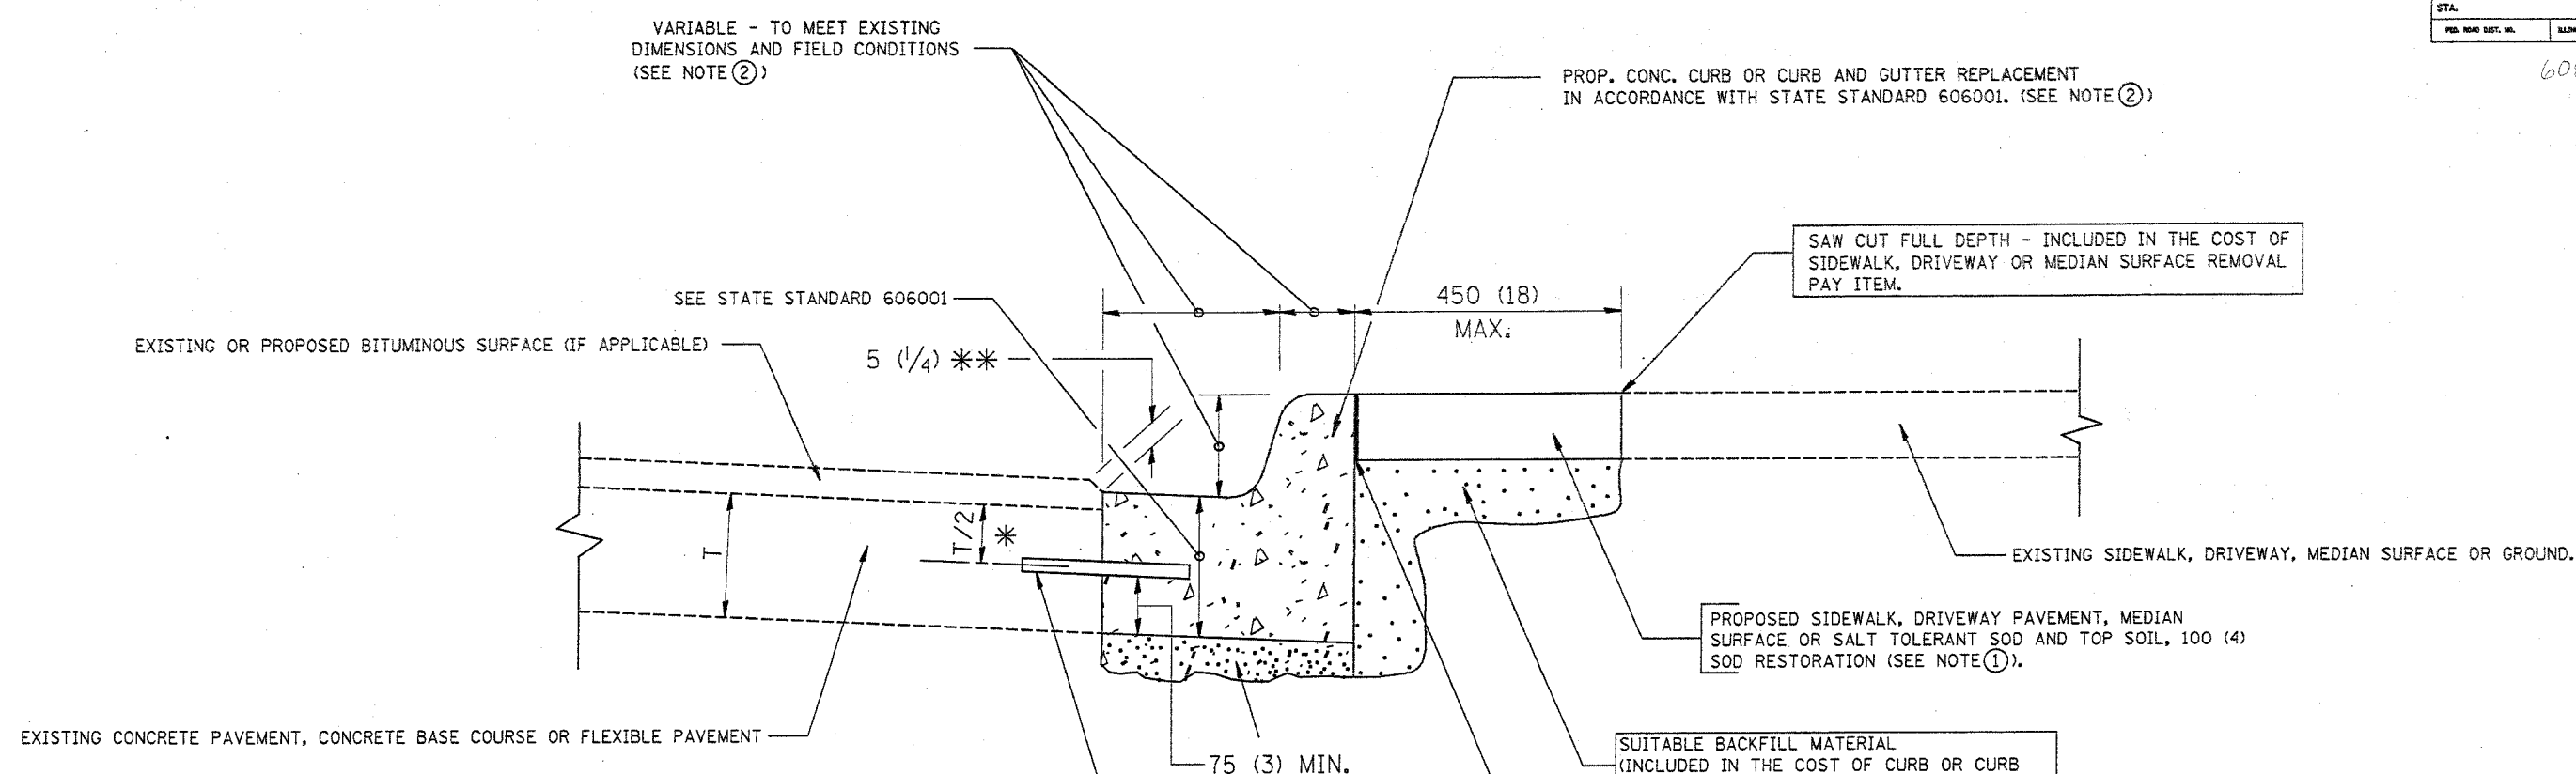 STA.
FED. ROAD DIST. NO.
VARIABLE - TO MEET EXISTING
DIMENSIONS AND FIELD CONDITIONS
(SEE NOTE ②)
PROP. CONC. CURB OR CURB AND GUTTER REPLACEMENT
IN ACCORDANCE WITH STATE STANDARD 606001. (SEE NOTE ②)
SAW CUT FULL DEPTH - INCLUDED IN THE COST OF
SIDEWALK, DRIVEWAY OR MEDIAN SURFACE REMOVAL
PAY ITEM.
SEE STATE STANDARD 606001
450 (18)
MAX.
EXISTING OR PROPOSED BITUMINOUS SURFACE (IF APPLICABLE)
5 (1/4) **
T/2 *
T
EXISTING SIDEWALK, DRIVEWAY, MEDIAN SURFACE OR GROUND.
PROPOSED SIDEWALK, DRIVEWAY PAVEMENT, MEDIAN
SURFACE OR SALT TOLERANT SOD AND TOP SOIL, 100 (4)
SOD RESTORATION (SEE NOTE ①).
EXISTING CONCRETE PAVEMENT, CONCRETE BASE COURSE OR FLEXIBLE PAVEMENT
75 (3) MIN.
SUITABLE BACKFILL MATERIAL
(INCLUDED IN THE COST OF CURB OR CURB